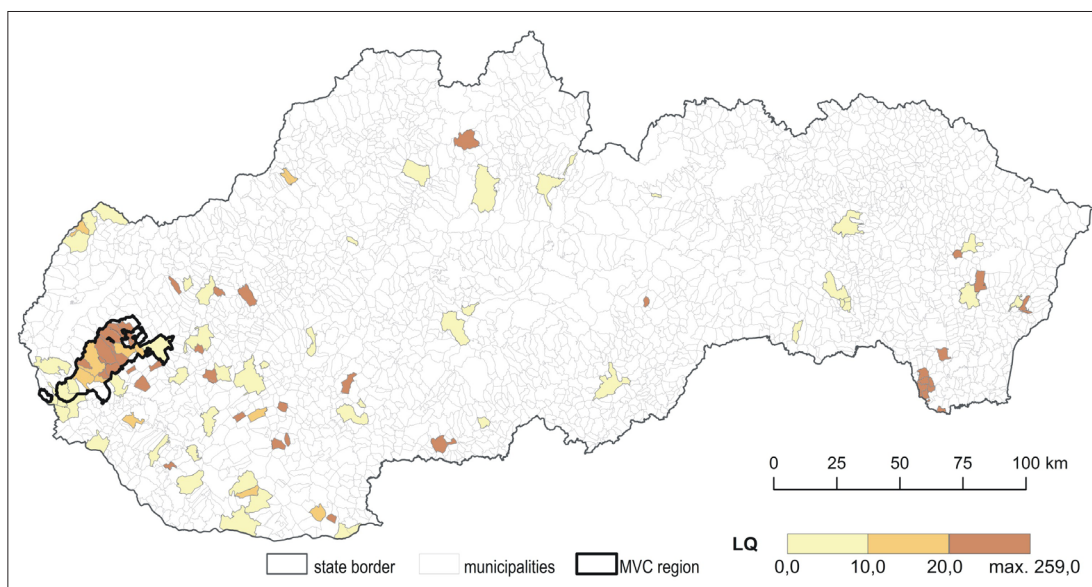 0 25 50 75 100 km
LQ
0,0 10,0 20,0 max. 259,0
state border municipalities MVC region